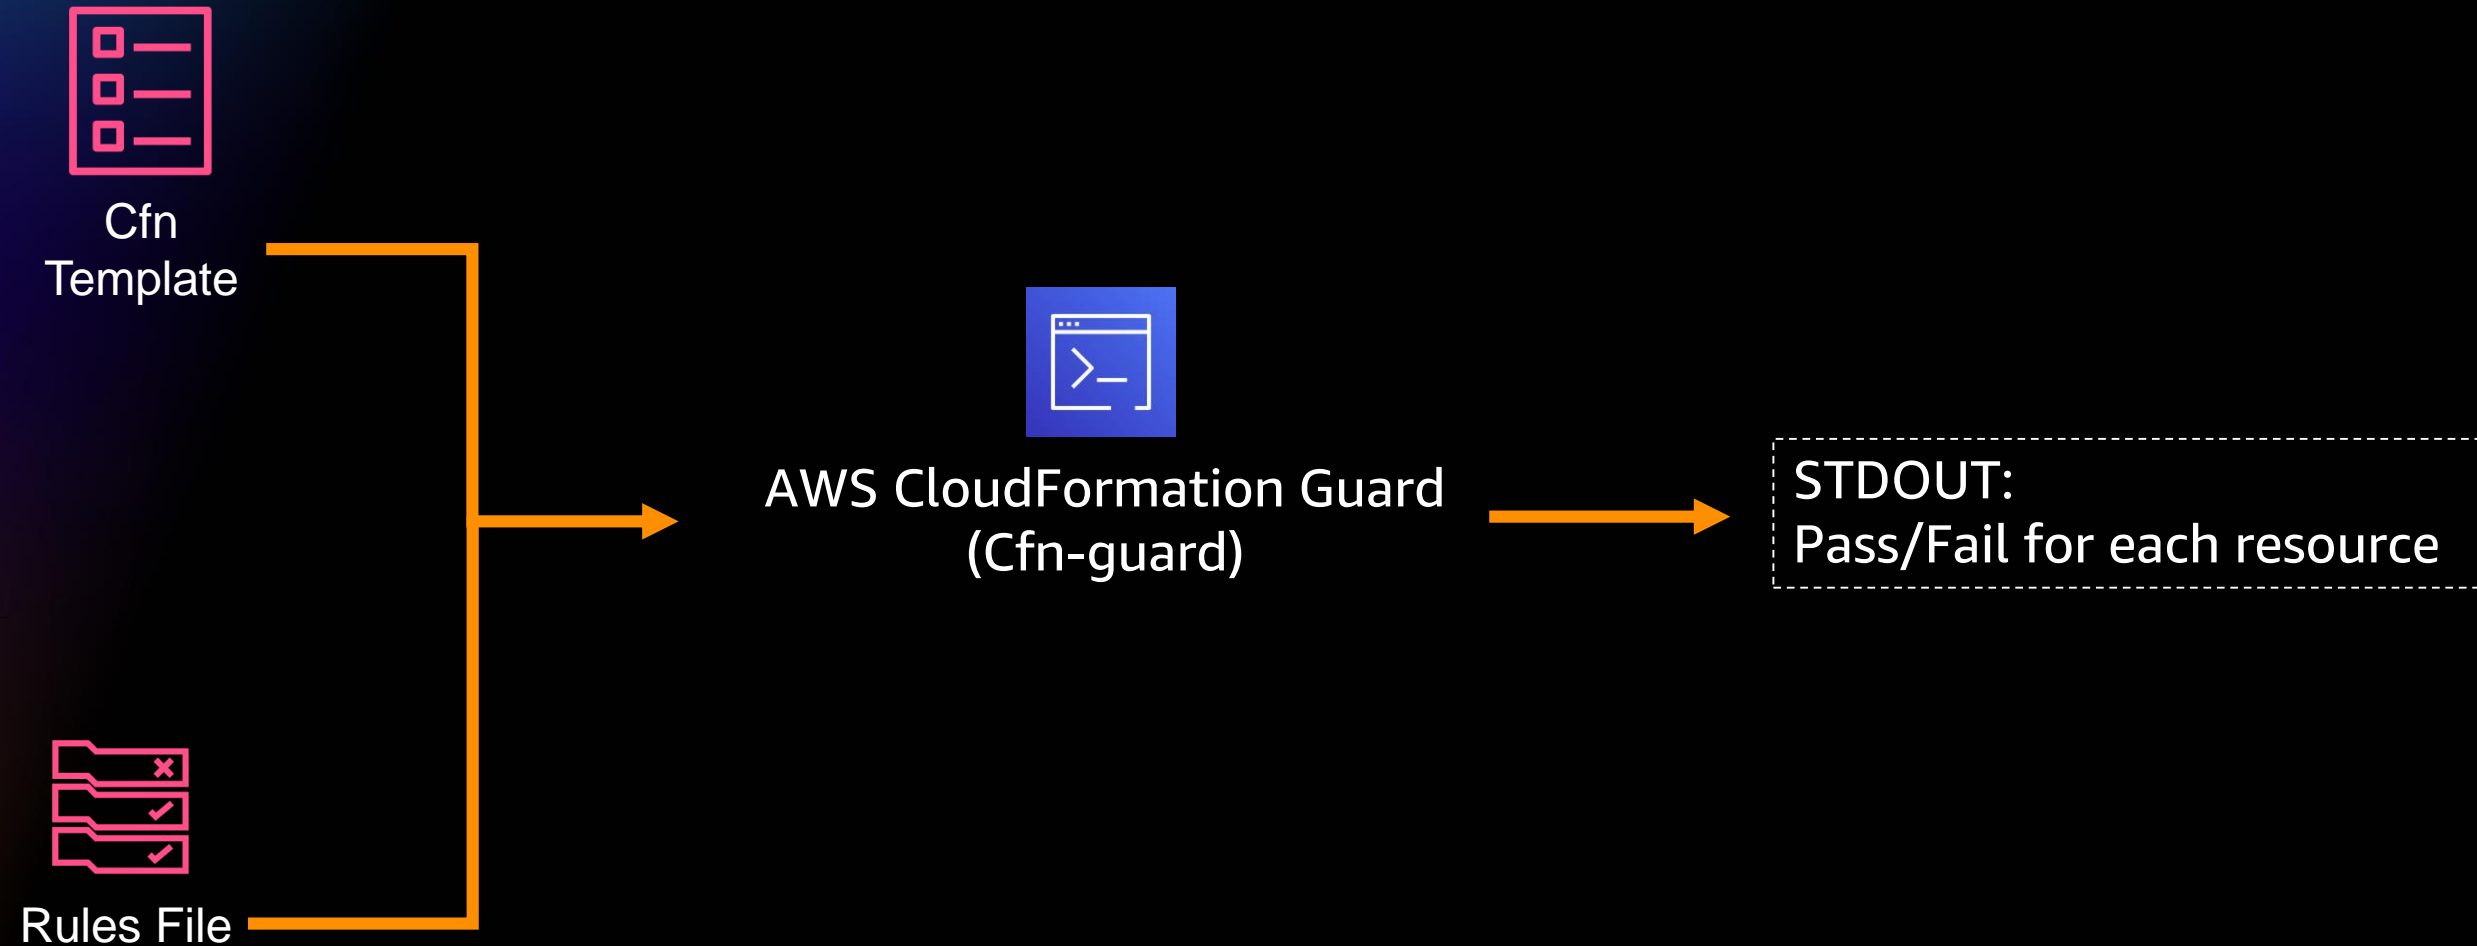 Cfn
Template
AWS CloudFormation Guard
(Cfn-guard)
STDOUT:
Pass/Fail for each resource
Rules File